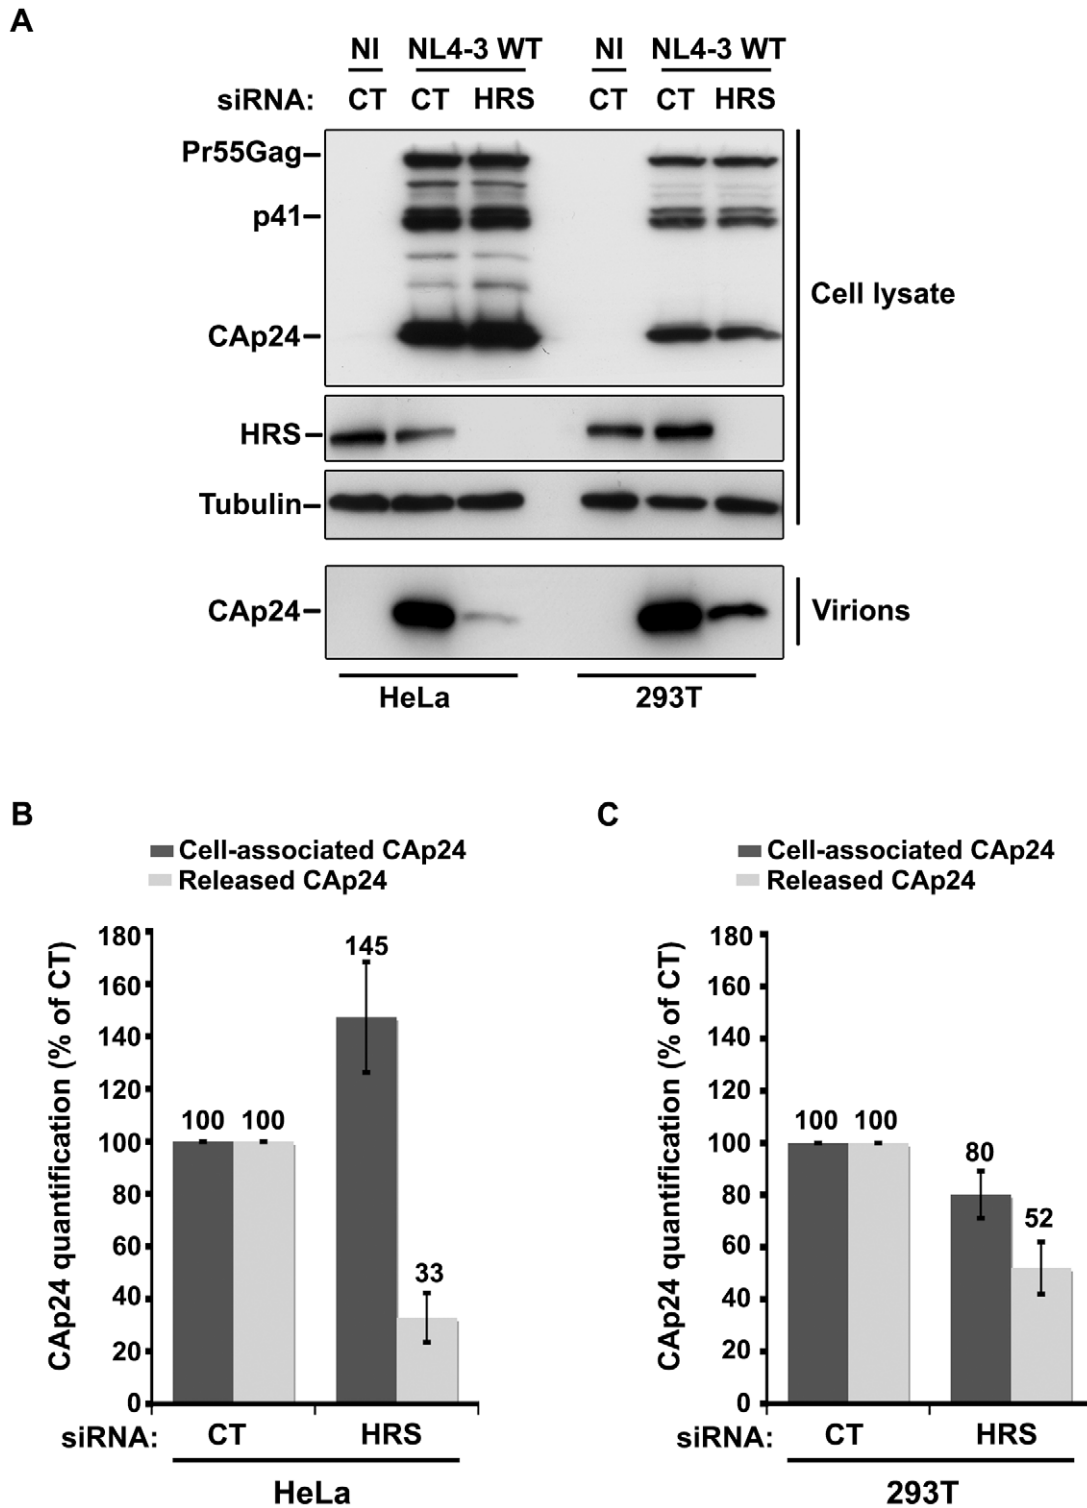 A
NI NL4-3 WT NI NL4-3 WT
siRNA: CT CT HRS CT CT HRS
Pr55Gag
p41
Cell lysate
CAp24
HRS
Tubulin
CAp24 Virions
HeLa 293T
B
Cell-associated CAp24
Released CAp24
CAp24 quantification (% of CT)
180
160
140
120
100
80
60
40
20
0
100 100 145 33
siRNA: CT HRS
HeLa
C
Cell-associated CAp24
Released CAp24
CAp24 quantification (% of CT)
180
160
140
120
100
80
60
40
20
0
100 100 80 52
siRNA: CT HRS
293T